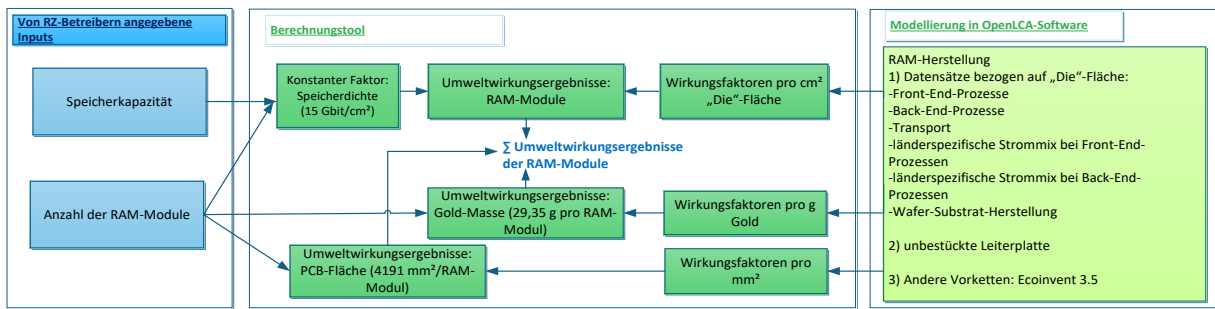 Von RZ-Betreibern angegebene
Inputs
Speicherkapazität
Anzahl der RAM-Module
Berechnungstool
Konstanter Faktor:
Speicherdichte
(15 Gbit/cm²)
Umweltwirkungsergebnisse:
RAM-Module
Wirkungsfaktoren pro cm²
„Die“-Fläche
∑ Umweltwirkungsergebnisse
der RAM-Module
Umweltwirkungsergebnisse:
Gold-Masse (29,35 g pro RAM-
Modul)
Wirkungsfaktoren pro g
Gold
Umweltwirkungsergebnisse:
PCB-Fläche (4191 mm²/RAM-
Modul)
Wirkungsfaktoren pro
mm²
Modellierung in OpenLCA-Software
RAM-Herstellung
1) Datensätze bezogen auf „Die“-Fläche:
-Front-End-Prozesse
-Back-End-Prozesse
-Transport
-länderspezifische Strommix bei Front-End-
Prozessen
-länderspezifische Strommix bei Back-End-
Prozessen
-Wafer-Substrat-Herstellung
2) unbestückte Leiterplatte
3) Andere Vorketten: Ecoinvent 3.5